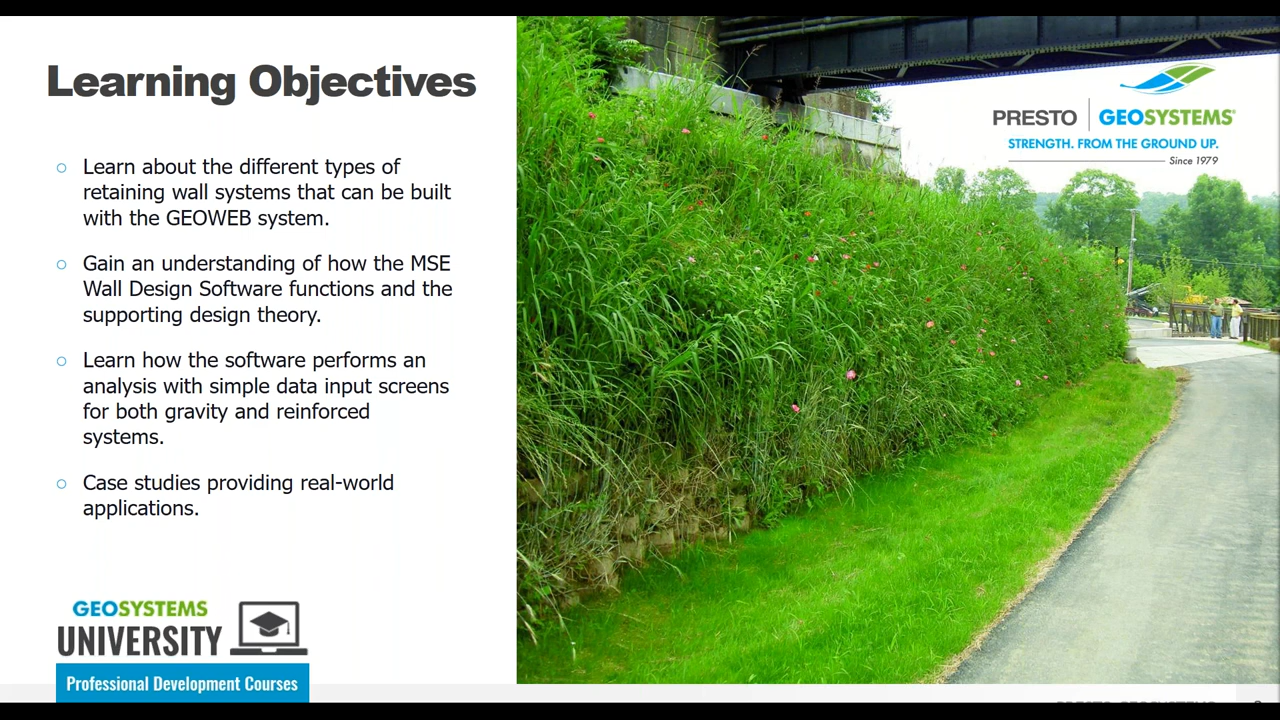 Learning Objectives
○ Learn about the different types of
retaining wall systems that can be built
with the GEOWEB system.
○ Gain an understanding of how the MSE
Wall Design Software functions and the
supporting design theory.
○ Learn how the software performs an
analysis with simple data input screens
for both gravity and reinforced
systems.
○ Case studies providing real-world
applications.
GEOSYSTEMS
UNIVERSITY
Professional Development Courses
PRESTO | GEOSYSTEMS®
STRENGTH. FROM THE GROUND UP.
Since 1979